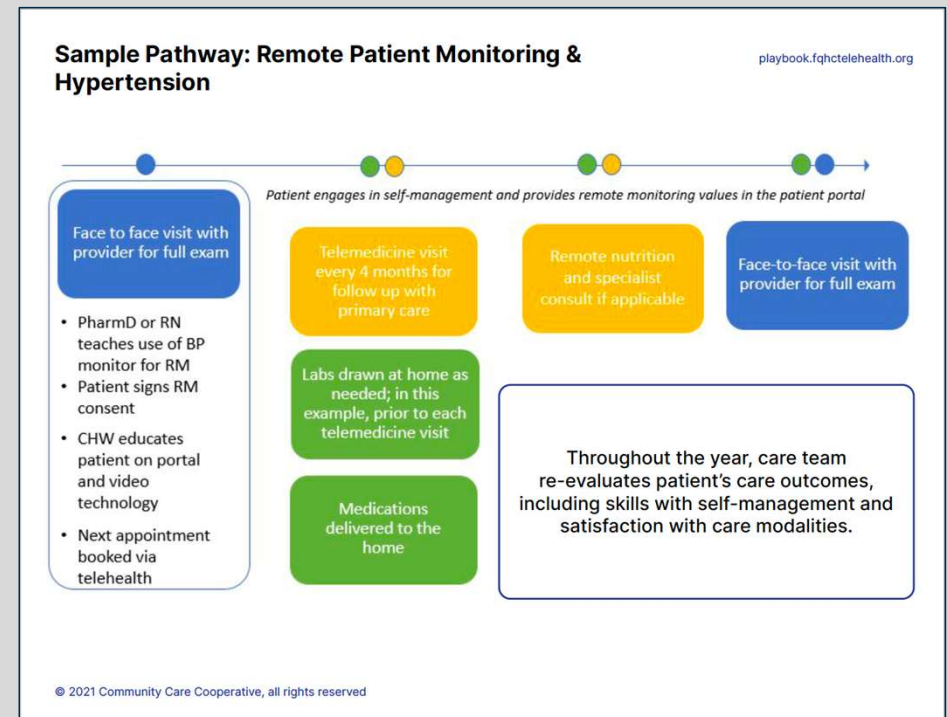 Sample Pathway: Remote Patient Monitoring &
Hypertension
playbook.fqhctelehealth.org
Patient engages in self-management and provides remote monitoring values in the patient portal
Face to face visit with
provider for full exam
• PharmD or RN
teaches use of BP
monitor for RM
• Patient signs RM
consent
• CHW educates
patient on portal
and video
technology
• Next appointment
booked via
telehealth
Telemedicine visit
every 4 months for
follow up with
primary care
Labs drawn at home as
needed; in this
example, prior to each
telemedicine visit
Medications
delivered to the
home
Remote nutrition
and specialist
consult if applicable
Face-to-face visit with
provider for full exam
Throughout the year, care team
re-evaluates patient’s care outcomes,
including skills with self-management and
satisfaction with care modalities.
© 2021 Community Care Cooperative, all rights reserved